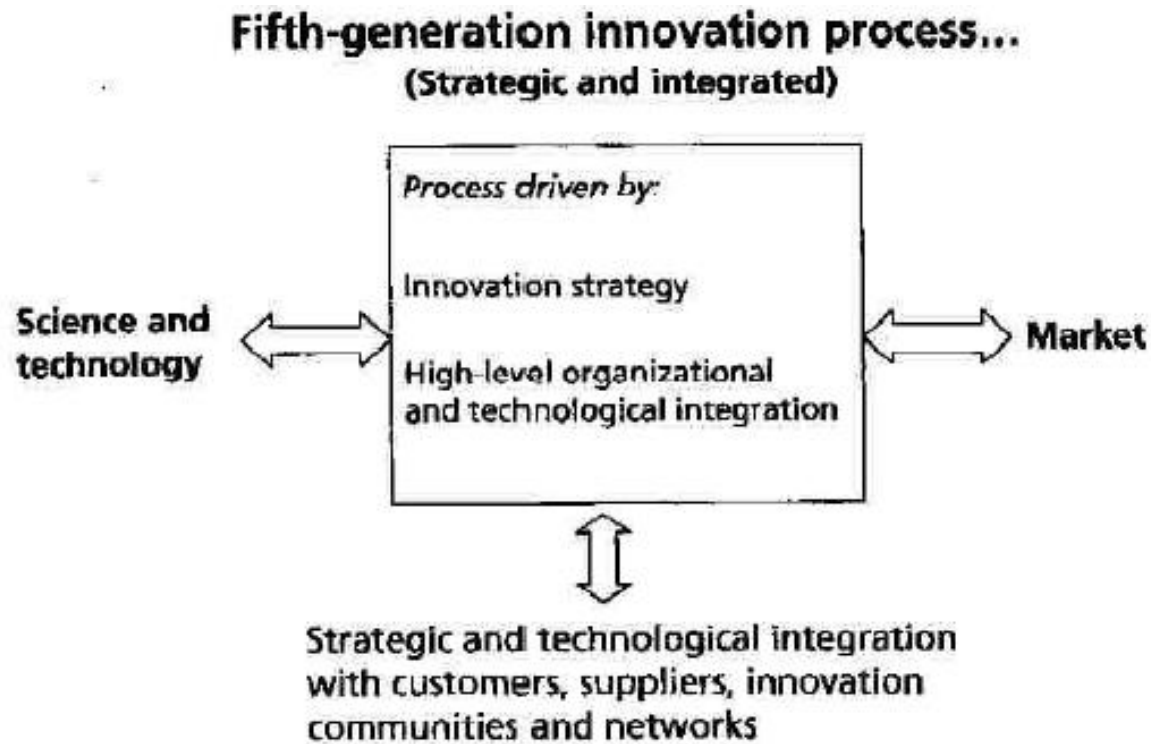 Fifth-generation innovation process...
(Strategic and integrated)
Process driven by:
Innovation strategy
High-level organizational
and technological integration
Science and
technology
Market
Strategic and technological integration
with customers, suppliers, innovation
communities and networks